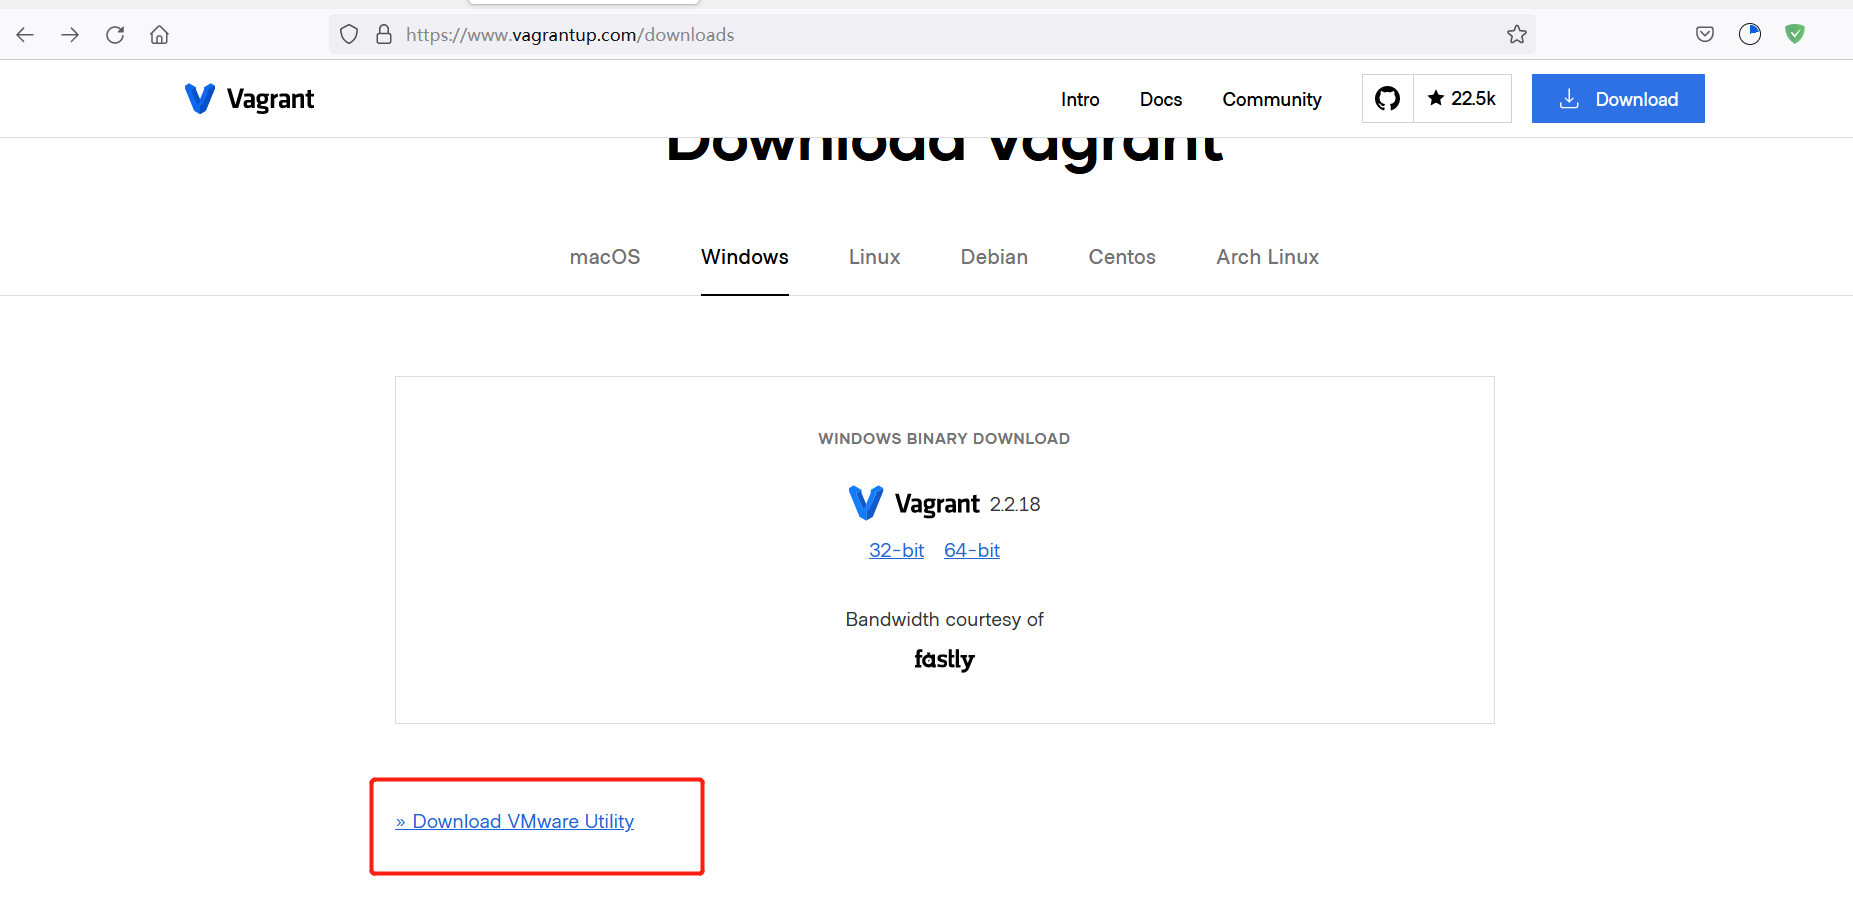 https://www.vagrantup.com/downloads
Vagrant
Intro
Docs
Community
22.5k
Download
Download Vagrant
macOS
Windows
Linux
Debian
Centos
Arch Linux
WINDOWS BINARY DOWNLOAD
Vagrant 2.2.18
32-bit 64-bit
Bandwidth courtesy of
fastly
» Download VMware Utility